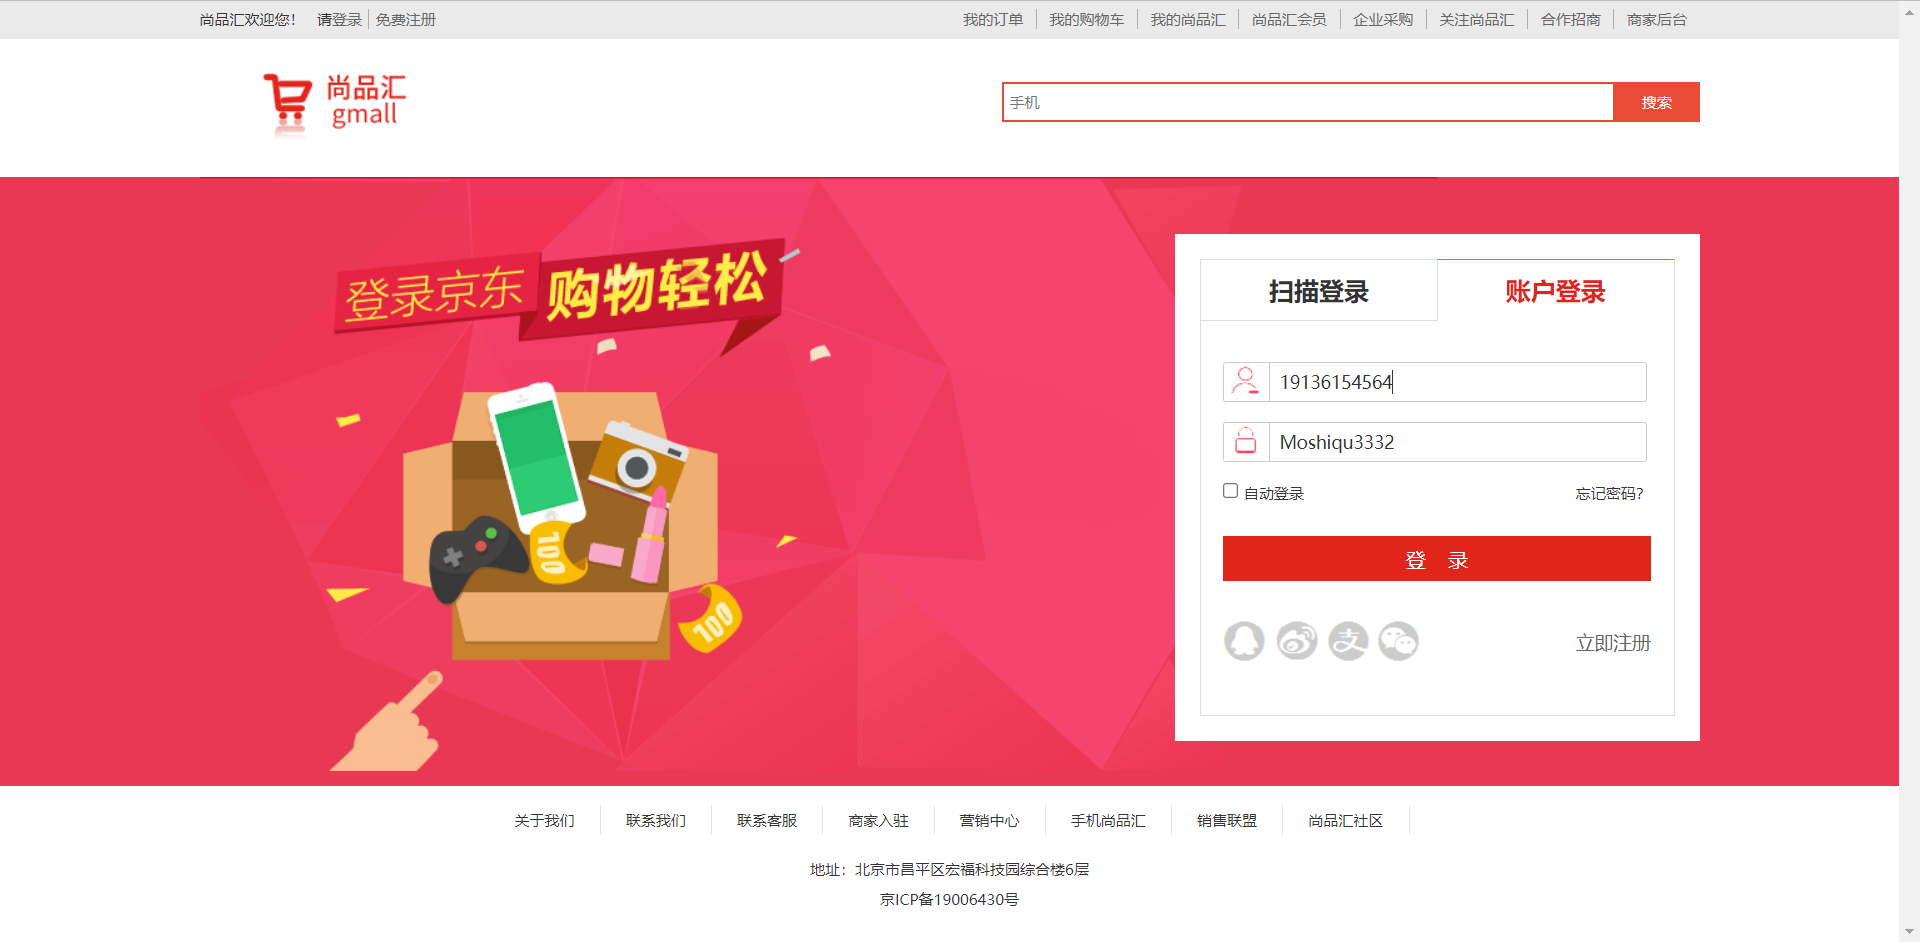 尚品汇欢迎您! 请登录 免费注册 我的订单 我的购物车 我的尚品汇 尚品汇会员 企业采购 关注尚品汇 合作招商 商家后台
尚品汇
gmall
手机 搜索
登录京东 购物轻松
扫描登录 账户登录
19136154564
Moshiqu3332
自动登录 忘记密码?
登 录
100
100
支
立即注册
关于我们 联系我们 联系客服 商家入驻 营销中心 手机尚品汇 销售联盟 尚品汇社区
地址：北京市昌平区宏福科技园综合楼6层
京ICP备19006430号